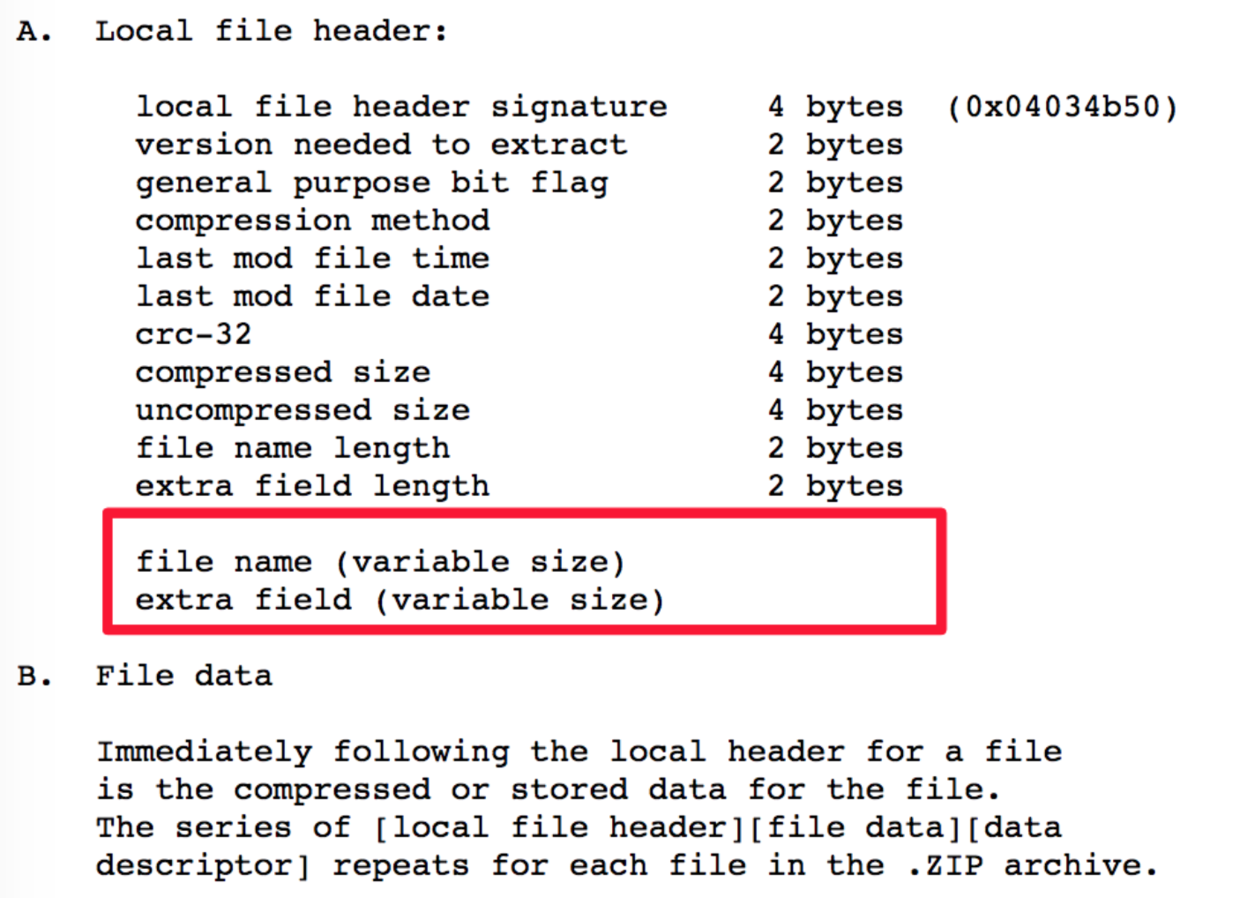 A. Local file header:
local file header signature 4 bytes (0x04034b50)
version needed to extract 2 bytes
general purpose bit flag 2 bytes
compression method 2 bytes
last mod file time 2 bytes
last mod file date 2 bytes
crc-32 4 bytes
compressed size 4 bytes
uncompressed size 4 bytes
file name length 2 bytes
extra field length 2 bytes
file name (variable size)
extra field (variable size)
B. File data
Immediately following the local header for a file
is the compressed or stored data for the file.
The series of [local file header][file data][data
descriptor] repeats for each file in the .ZIP archive.